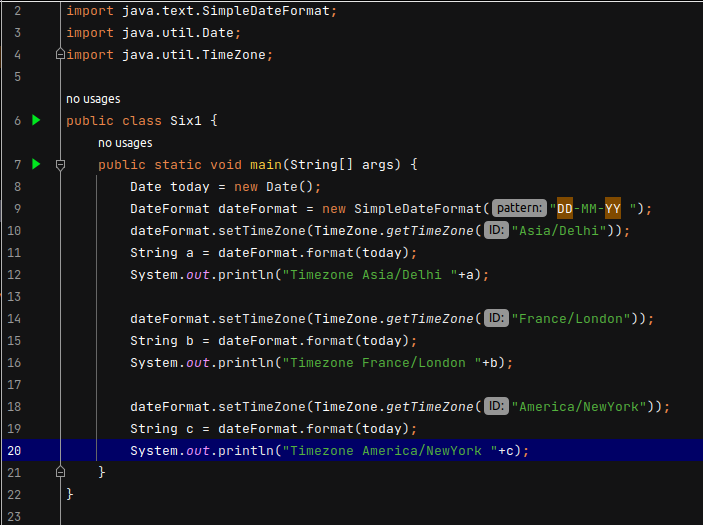 2 import java.text.SimpleDateFormat;
3 import java.util.Date;
4 import java.util.TimeZone;
5
no usages
6 public class Six1 {
no usages
7 public static void main(String[] args) {
8 Date today = new Date();
9 DateFormat dateFormat = new SimpleDateFormat( pattern: "DD-MM-YY ");
10 dateFormat.setTimeZone(TimeZone.getTimeZone( ID: "Asia/Delhi"));
11 String a = dateFormat.format(today);
12 System.out.println("Timezone Asia/Delhi "+a);
13
14 dateFormat.setTimeZone(TimeZone.getTimeZone( ID: "France/London"));
15 String b = dateFormat.format(today);
16 System.out.println("Timezone France/London "+b);
17
18 dateFormat.setTimeZone(TimeZone.getTimeZone( ID: "America/NewYork"));
19 String c = dateFormat.format(today);
20 System.out.println("Timezone America/NewYork "+c);
21 }
22 }
23